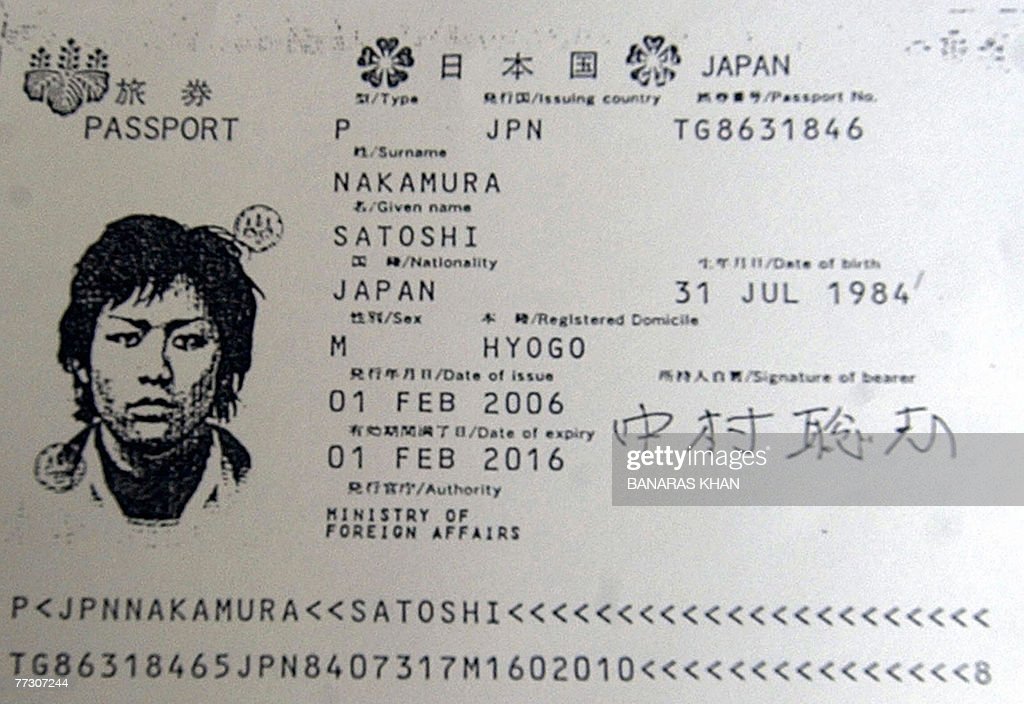 旅 券
PASSPORT
日 本 国 JAPAN
型/Type 発行国/Issuing country 旅券番号/Passport No.
P JPN TG8631846
姓/Surname
NAKAMURA
名/Given name
SATOSHI
国 籍/Nationality 生年月日/Date of birth
JAPAN 31 JUL 1984
性別/Sex 本 籍/Registered Domicile
M HYOGO
発行年月日/Date of issue 所持人自署/Signature of bearer
01 FEB 2006
有効期間満了日/Date of expiry 中村
01 FEB 2016
発行官庁/Authority
MINISTRY OF
FOREIGN AFFAIRS
gettyimages
BANARAS KHAN
P<JPNNAKAMURA<<SATOSHI<<<<<<<<<<<<<<<<<<<<<<
TG86318465JPN8407317M1602010<<<<<<<<<<<<<<<8
77307244